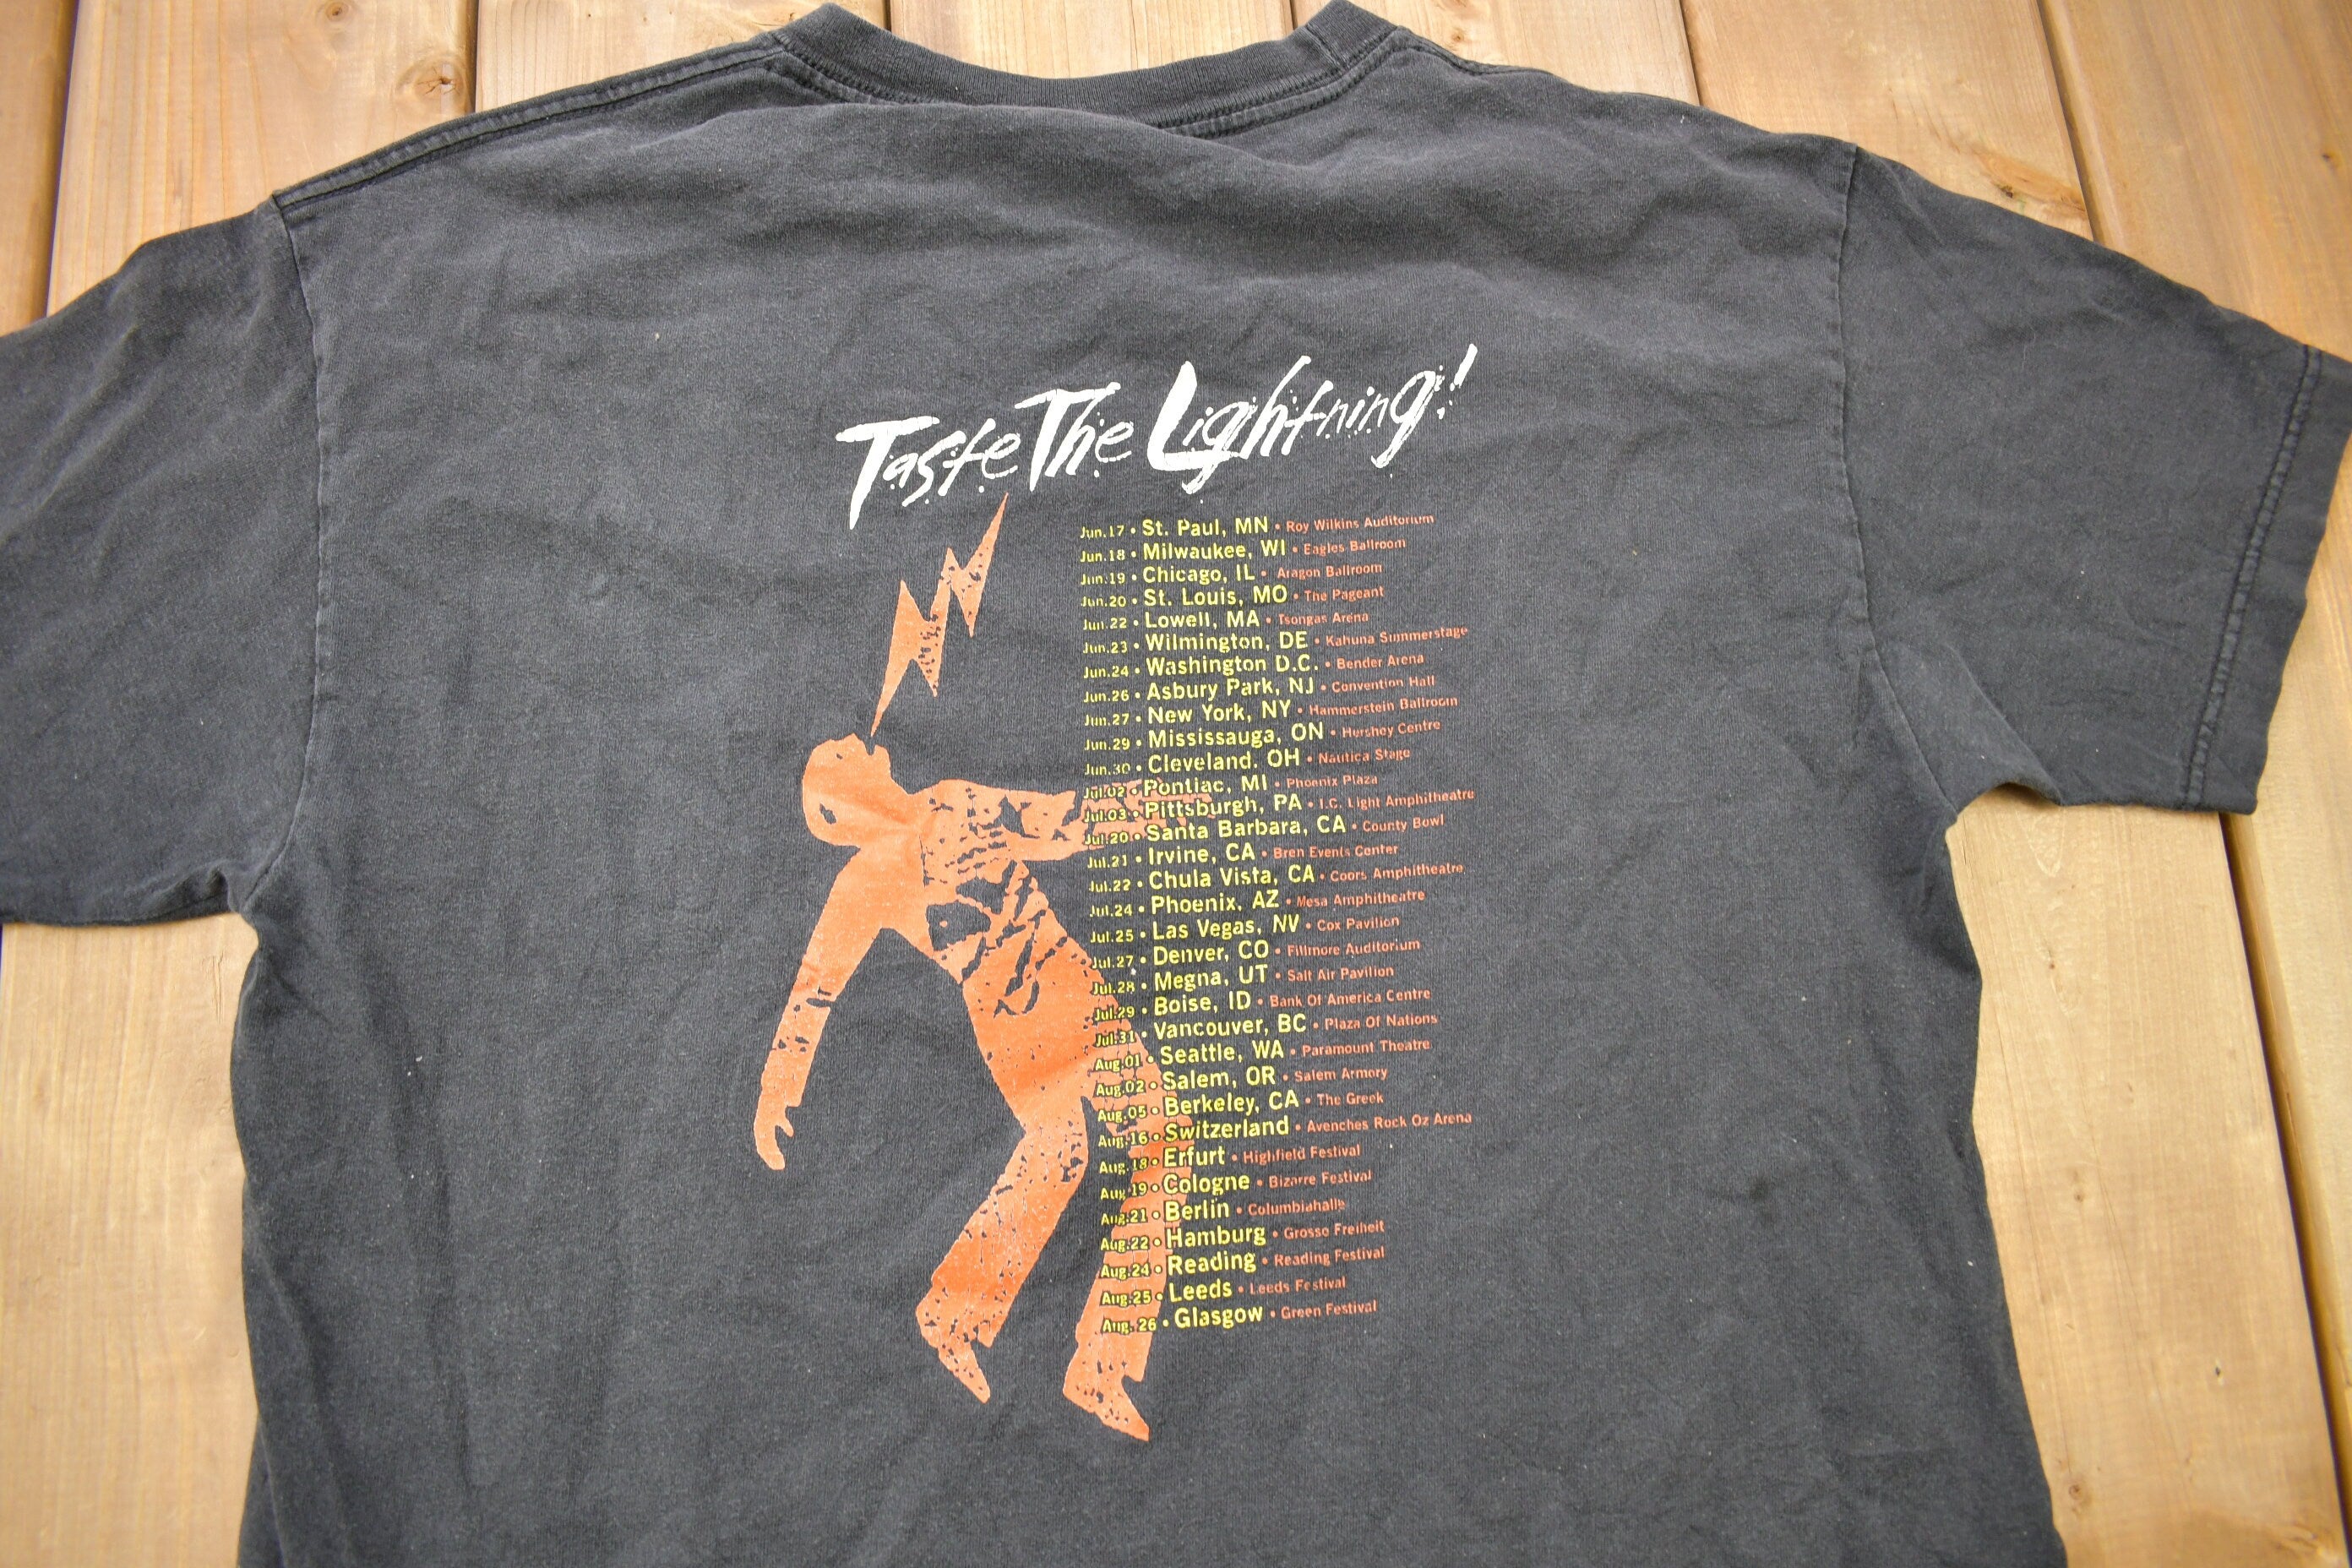 Taste The Lightning!
Jun.17 • St. Paul, MN • Roy Wilkins Auditorium
Jun.18 • Milwaukee, WI • Eagles Ballroom
Jun.19 • Chicago, IL • Aragon Ballroom
Jun.20 • St. Louis, MO • The Pageant
Jun.22 • Lowell, MA • Tsongas Arena
Jun.23 • Wilmington, DE • Kahuna Summerstage
Jun.24 • Washington D.C. • Bender Arena
Jun.26 • Asbury Park, NJ • Convention Hall
Jun.27 • New York, NY • Hammerstein Ballroom
Jun.29 • Mississauga, ON • Hershey Centre
Jun.30 • Cleveland. OH • Nautica Stage
Jul.02 • Pontiac, MI • Phoenix Plaza
Jul.03 • Pittsburgh, PA • I.C. Light Amphitheatre
Jul.20 • Santa Barbara, CA • County Bowl
Jul.21 • Irvine, CA • Bren Events Center
Jul.22 • Chula Vista, CA • Coors Amphitheatre
Jul.24 • Phoenix, AZ • Mesa Amphitheatre
Jul.25 • Las Vegas, NV • Cox Pavilion
Jul.27 • Denver, CO • Fillmore Auditorium
Jul.28 • Megna, UT • Salt Air Pavilion
Jul.29 • Boise, ID • Bank Of America Centre
Jul.31 • Vancouver, BC • Plaza Of Nations
Aug.01 • Seattle, WA • Paramount Theatre
Aug.02 • Salem, OR • Salem Armory
Aug.05 • Berkeley, CA • The Greek
Aug.16 • Switzerland • Avenches Rock Oz Arena
Aug.18 • Erfurt • Highfield Festival
Aug.19 • Cologne • Bizarre Festival
Aug.21 • Berlin • Columbiahalle
Aug.22 • Hamburg • Grosse Freiheit
Aug.24 • Reading • Reading Festival
Aug.25 • Leeds • Leeds Festival
Aug.26 • Glasgow • Green Festival